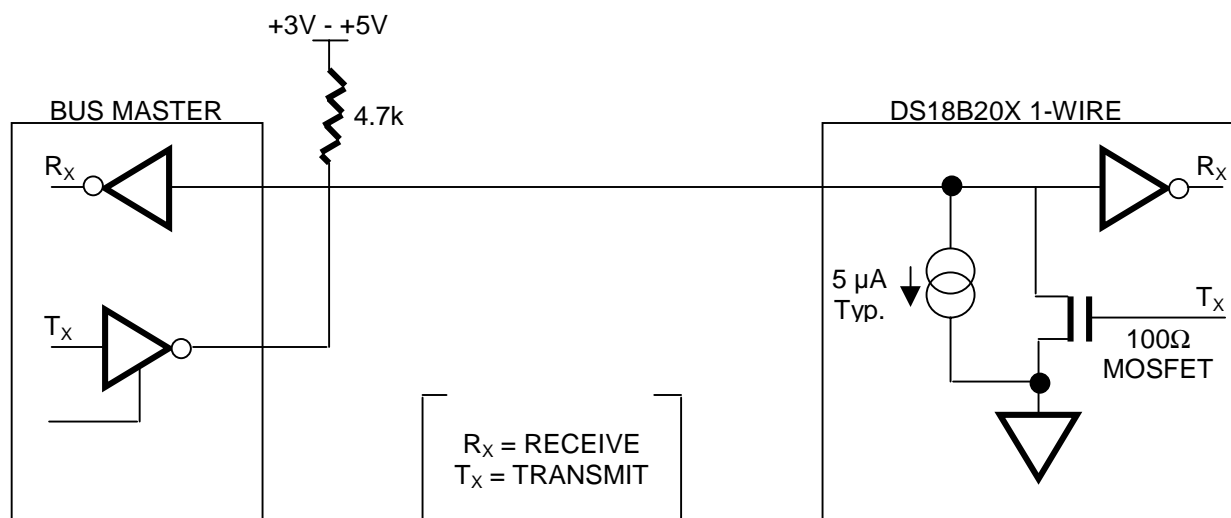 +3V - +5V
4.7k
BUS MASTER
RX
TX
DS18B20X 1-WIRE
RX
5 µA
Typ.
TX
100Ω
MOSFET
RX = RECEIVE
TX = TRANSMIT